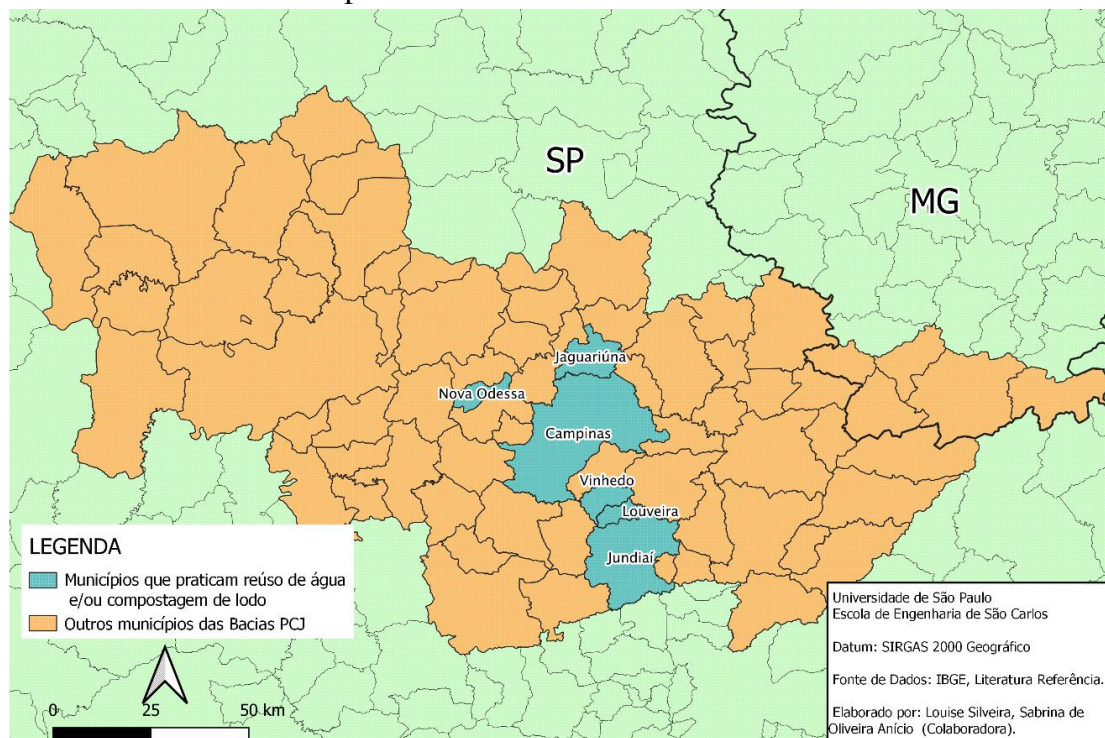 SP
MG
Jaguariúna
Nova Odessa
Campinas
Vinhedo
Louveira
Jundiaí
LEGENDA
Municípios que praticam reúso de água
e/ou compostagem de lodo
Outros municípios das Bacias PCJ
0 25 50 km
Universidade de São Paulo
Escola de Engenharia de São Carlos
Datum: SIRGAS 2000 Geográfico
Fonte de Dados: IBGE, Literatura Referência.
Elaborado por: Louise Silveira, Sabrina de
Oliveira Anício (Colaboradora).